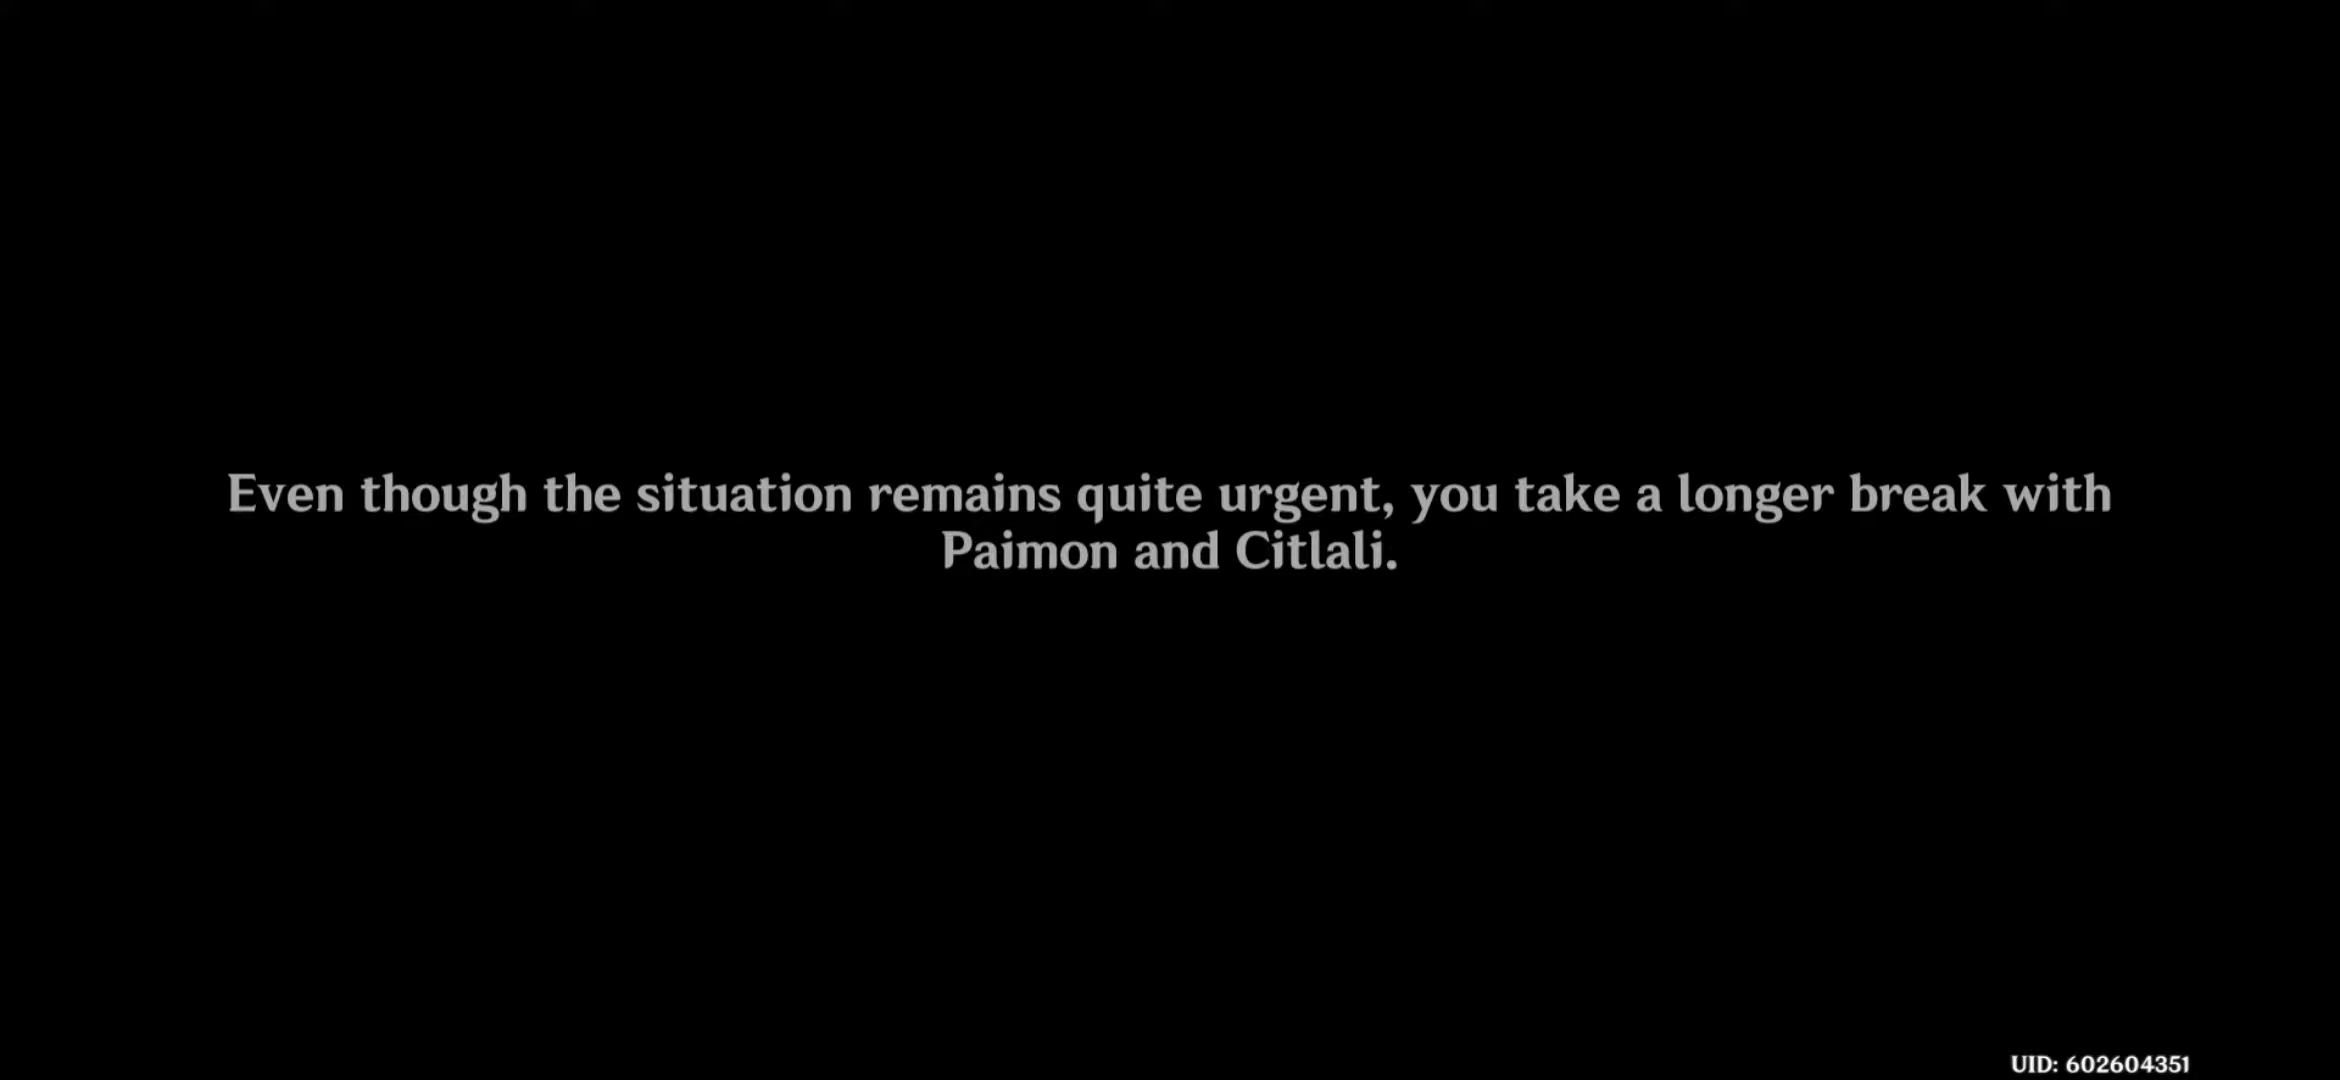 Even though the situation remains quite urgent, you take a longer break with
Paimon and Citlali.
UID: 602604351